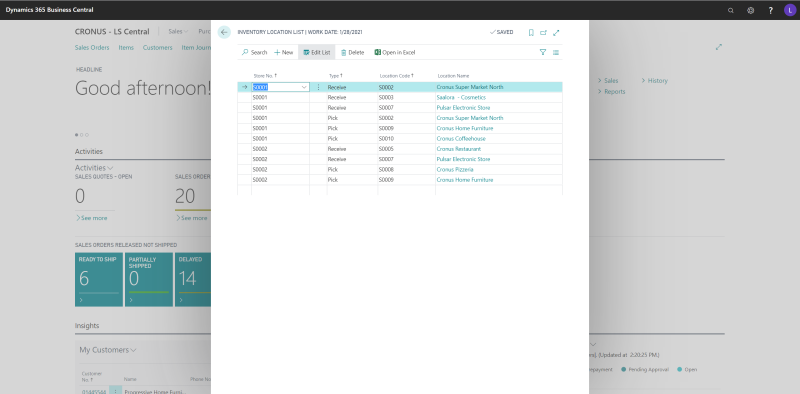 Dynamics 365 Business Central
L
CRONUS - LS Central
Sales
Purc
Sales Orders Items Customers Item Journ
HEADLINE
Good afternoon!
Activities
Activities
SALES QUOTES - OPEN
SALES ORDER
0
20
See more
See more
SALES ORDERS RELEASED NOT SHIPPED
READY TO SHIP
PARTIALLY SHIPPED
DELAYED
6
0
14
Insights
My Customers
Customer No. ↑
Name
Phone No
01445544
Progressive Home Furnis
INVENTORY LOCATION LIST | WORK DATE: 1/28/2021
SAVED
Search
New
Edit List
Delete
Open in Excel
Store No. ↑ Type ↑ Location Code ↑ Location Name
S0001 Receive S0002 Cronus Super Market North
S0001 Receive S0003 Saalora - Cosmetics
S0001 Receive S0007 Pulsar Electronic Store
S0001 Pick S0002 Cronus Super Market North
S0001 Pick S0009 Cronus Home Furniture
S0001 Pick S0010 Cronus Coffeehouse
S0002 Receive S0005 Cronus Restaurant
S0002 Receive S0007 Pulsar Electronic Store
S0002 Pick S0008 Cronus Pizzeria
S0002 Pick S0009 Cronus Home Furniture
Sales
History
Reports
(Updated at 2:20:25 PM.)
epayment
Pending Approval
Open